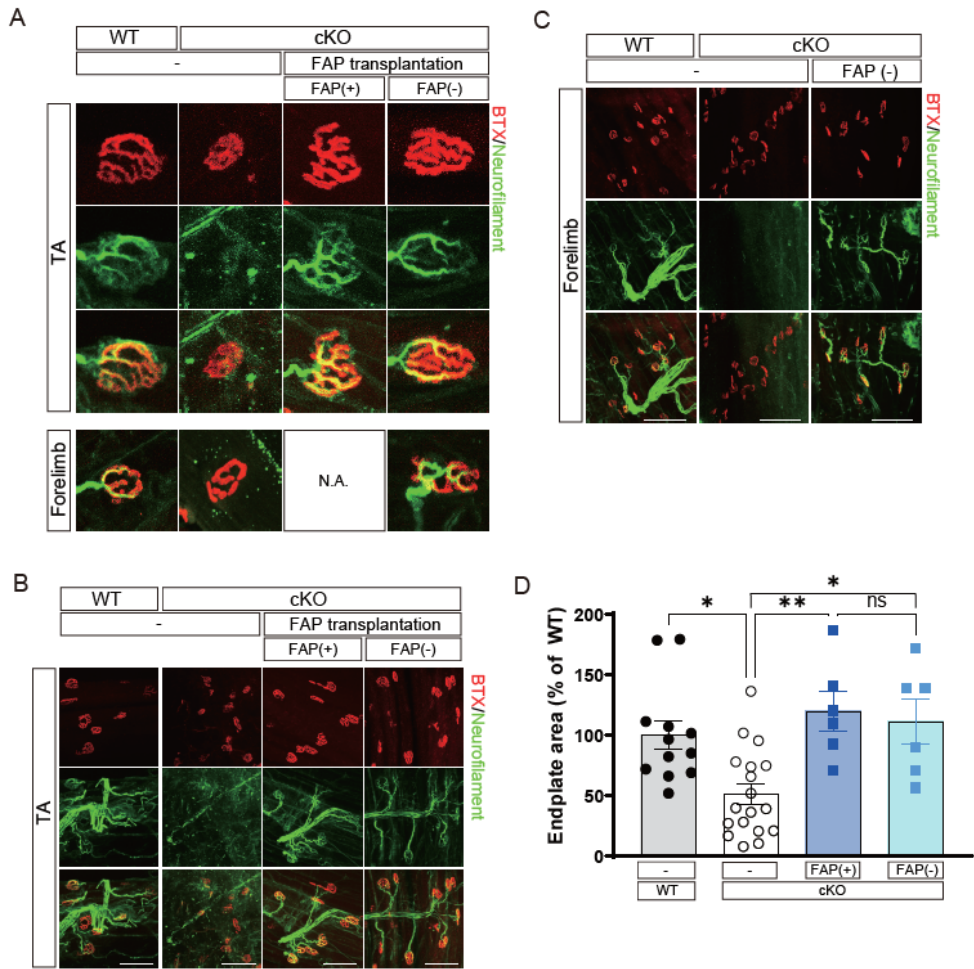 A
WT
cKO
-
FAP transplantation
FAP(+)
FAP(-)
TA
BTX/Neurofilament
Forelimb
N.A.
B
WT
cKO
-
FAP transplantation
FAP(+)
FAP(-)
TA
BTX/Neurofilament
C
WT
cKO
-
FAP (-)
Forelimb
BTX/Neurofilament
D
*
*
**
ns
Endplate area (% of WT)
200
150
100
50
0
-
-
FAP(+)
FAP(-)
WT
cKO